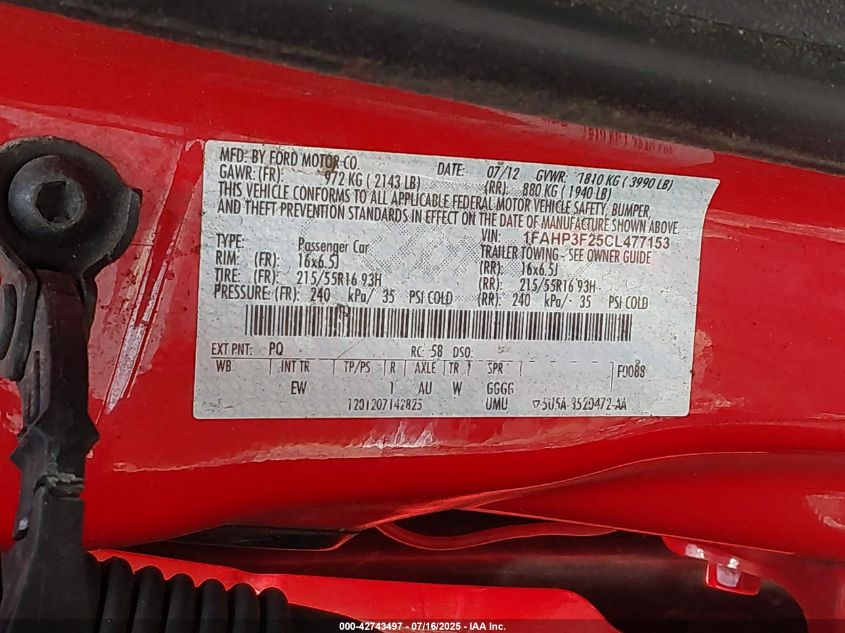 MFD. BY FORD MOTOR CO. DATE: 07/12 GVWR: 1810 KG ( 3990 LB)
GAWR: (FR): 972 KG ( 2143 LB) (RR): 880 KG ( 1940 LB)
THIS VEHICLE CONFORMS TO ALL APPLICABLE FEDERAL MOTOR VEHICLE SAFETY, BUMPER,
AND THEFT PREVENTION STANDARDS IN EFFECT ON THE DATE OF MANUFACTURE SHOWN ABOVE.
VIN: 1FAHP3F25CL477153
TYPE: Passenger Car TRAILER TOWING - SEE OWNER GUIDE
RIM: (FR): 16x6.5J (RR): 16x6.5J
TIRE: (FR): 215/55R16 93H (RR): 215/55R16 93H
PRESSURE: (FR): 240 kPa/ 35 PSI COLD (RR): 240 kPa/ 35 PSI COLD
EXT PNT: PQ RC: 58 DSO:
WB INT TR TP/PS R AXLE TR SPR F0088
EW 1 AU W GGGG
1201207142825 UMU ▽5U5A-3520472-AA
000-42743497 - 07/16/2025 - IAA Inc.